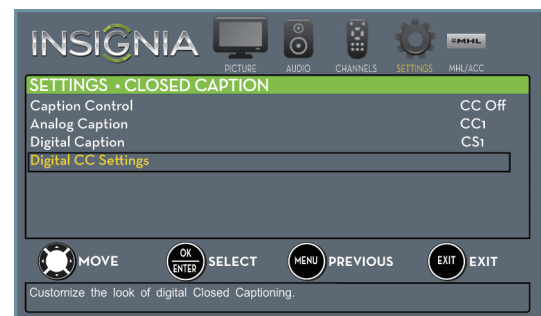 INSIGNIA
PICTURE AUDIO CHANNELS SETTINGS MHL/ACC
MHL
SETTINGS • CLOSED CAPTION
Caption Control CC Off
Analog Caption CC1
Digital Caption CS1
Digital CC Settings
MOVE OK ENTER SELECT MENU PREVIOUS EXIT EXIT
Customize the look of digital Closed Captioning.